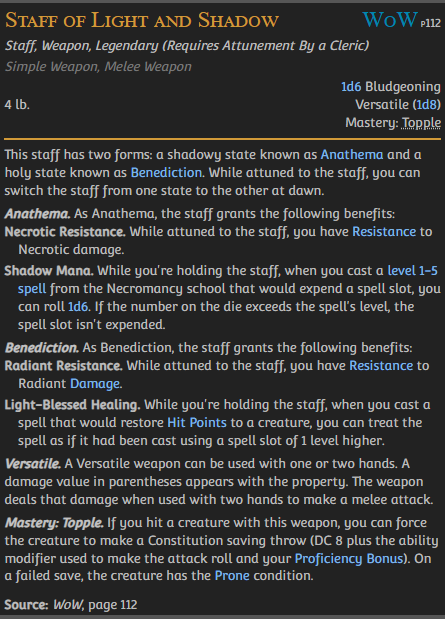 Staff of Light and Shadow WoW p112
Staff, Weapon, Legendary (Requires Attunement By a Cleric)
Simple Weapon, Melee Weapon
1d6 Bludgeoning
4 lb. Versatile (1d8)
Mastery: Topple
This staff has two forms: a shadowy state known as Anathema and a
holy state known as Benediction. While attuned to the staff, you can
switch the staff from one state to the other at dawn.
Anathema. As Anathema, the staff grants the following benefits:
Necrotic Resistance. While attuned to the staff, you have Resistance to
Necrotic damage.
Shadow Mana. While you're holding the staff, when you cast a level 1–5
spell from the Necromancy school that would expend a spell slot, you
can roll 1d6. If the number on the die exceeds the spell's level, the
spell slot isn't expended.
Benediction. As Benediction, the staff grants the following benefits:
Radiant Resistance. While attuned to the staff, you have Resistance to
Radiant Damage.
Light-Blessed Healing. While you're holding the staff, when you cast a
spell that would restore Hit Points to a creature, you can treat the
spell as if it had been cast using a spell slot of 1 level higher.
Versatile. A Versatile weapon can be used with one or two hands. A
damage value in parentheses appears with the property. The weapon
deals that damage when used with two hands to make a melee attack.
Mastery: Topple. If you hit a creature with this weapon, you can force
the creature to make a Constitution saving throw (DC 8 plus the ability
modifier used to make the attack roll and your Proficiency Bonus). On
a failed save, the creature has the Prone condition.
Source: WoW, page 112